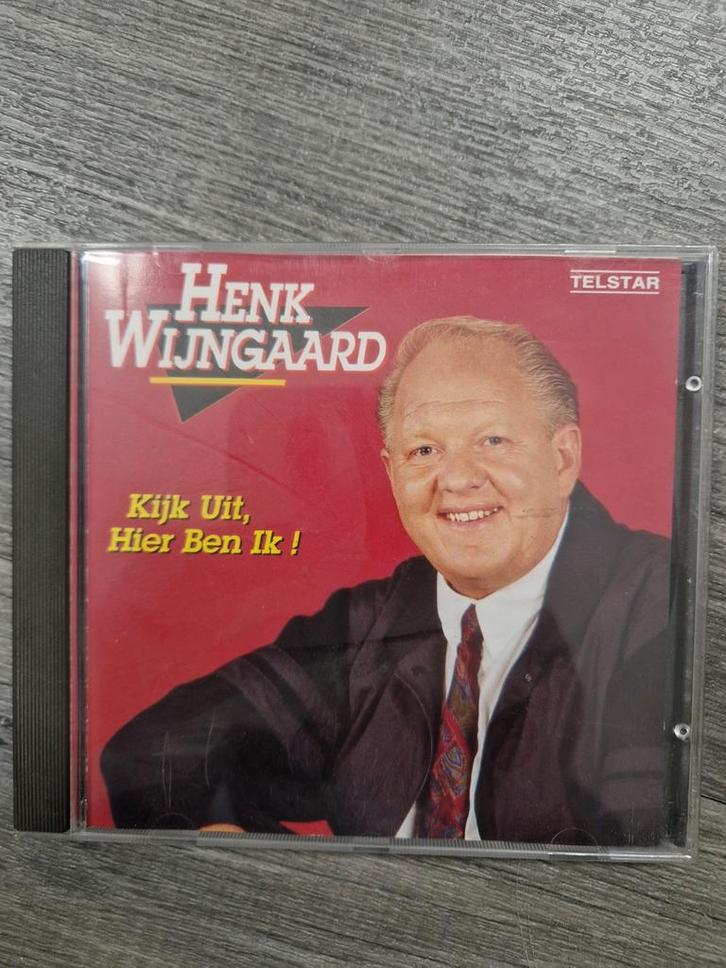 HENK
WIJNGAARD
TELSTAR
Kijk Uit,
Hier Ben Ik !